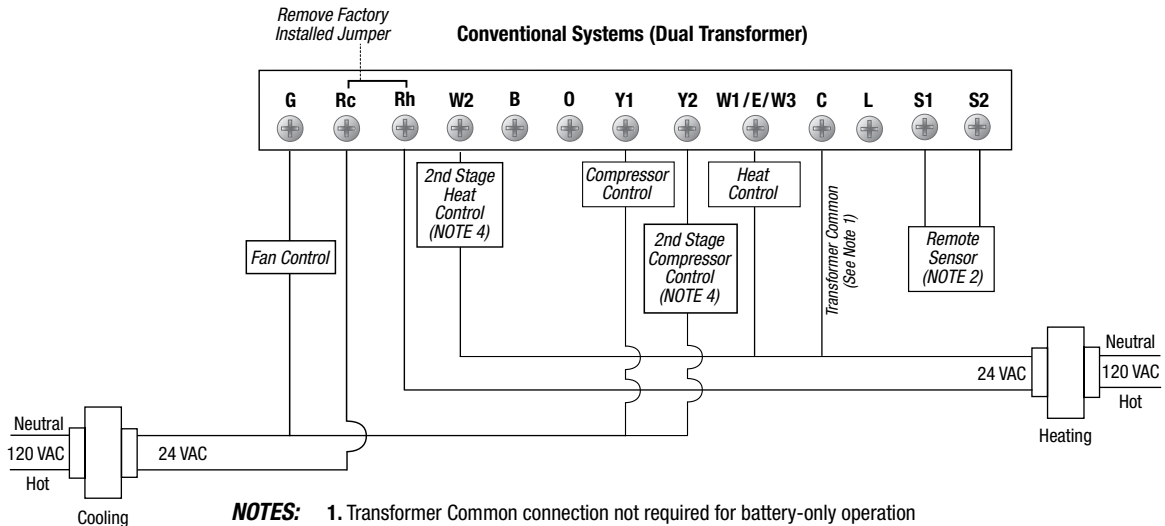 Remove Factory
Installed Jumper
Conventional Systems (Dual Transformer)
G Rc Rh W2 B O Y1 Y2 W1/E/W3 C L S1 S2
2nd Stage
Heat
Control
(NOTE 4)
Compressor
Control
Heat
Control
Fan Control
2nd Stage
Compressor
Control
(NOTE 4)
Transformer Common
(See Note 1)
Remote
Sensor
(NOTE 2)
24 VAC
Neutral
120 VAC
Hot
Heating
Neutral
120 VAC
Hot
24 VAC
Cooling
NOTES: 1. Transformer Common connection not required for battery-only operation